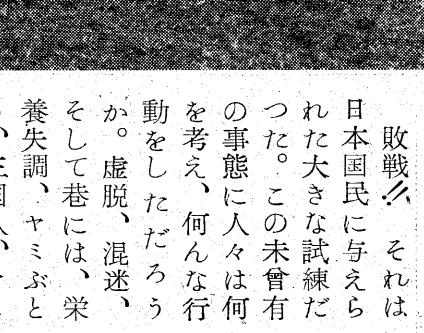 敗戦!! それは
日本国民に与えら
れた大きな試練だ
つた。この未曾有
の事態に人々は何
を考え、何んな行
動をしただろう
か。虚脱、混迷、
そして巷には、栄
養失調、ヤミぶと